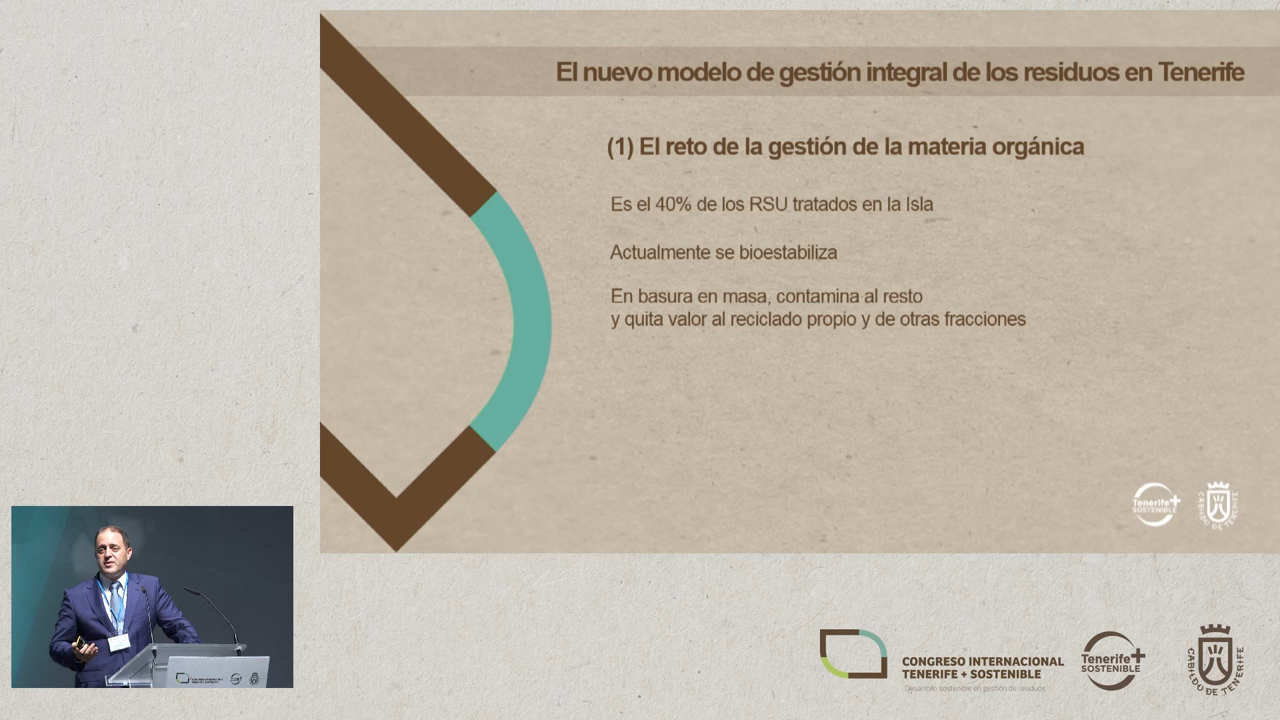 El nuevo modelo de gestión integral de los residuos en Tenerife
(1) El reto de la gestión de la materia orgánica
Es el 40% de los RSU tratados en la Isla
Actualmente se bioestabiliza
En basura en masa, contamina al resto
y quita valor al reciclado propio y de otras fracciones
Tenerife+
SOSTENIBLE
CABILDO DE TENERIFE
CONGRESO INTERNACIONAL
TENERIFE + SOSTENIBLE
Desarrollo sostenible en gestión de residuos
Tenerife+
SOSTENIBLE
CABILDO DE TENERIFE